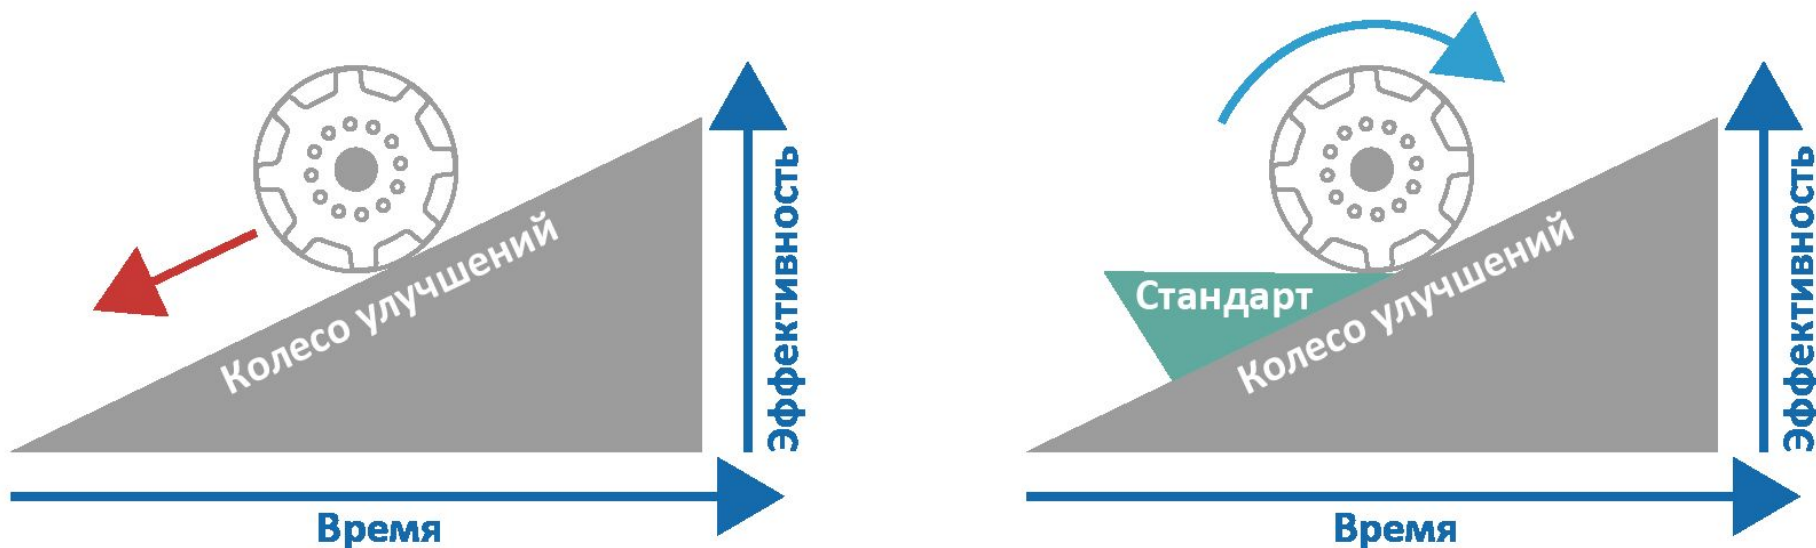 Колесо улучшений
Эффективность
Время
Стандарт
Колесо улучшений
Эффективность
Время